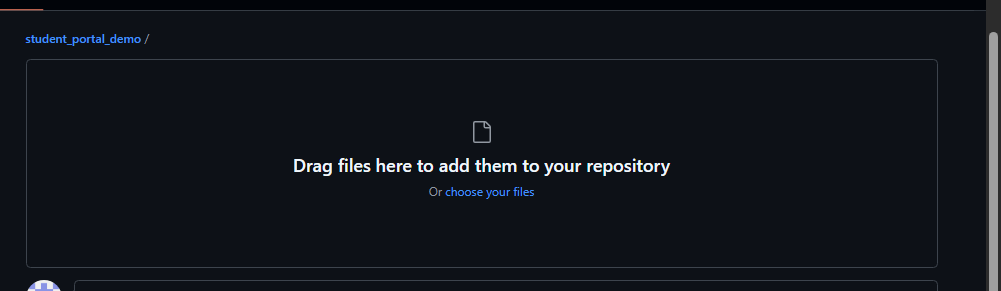 student_portal_demo /
Drag files here to add them to your repository
Or choose your files